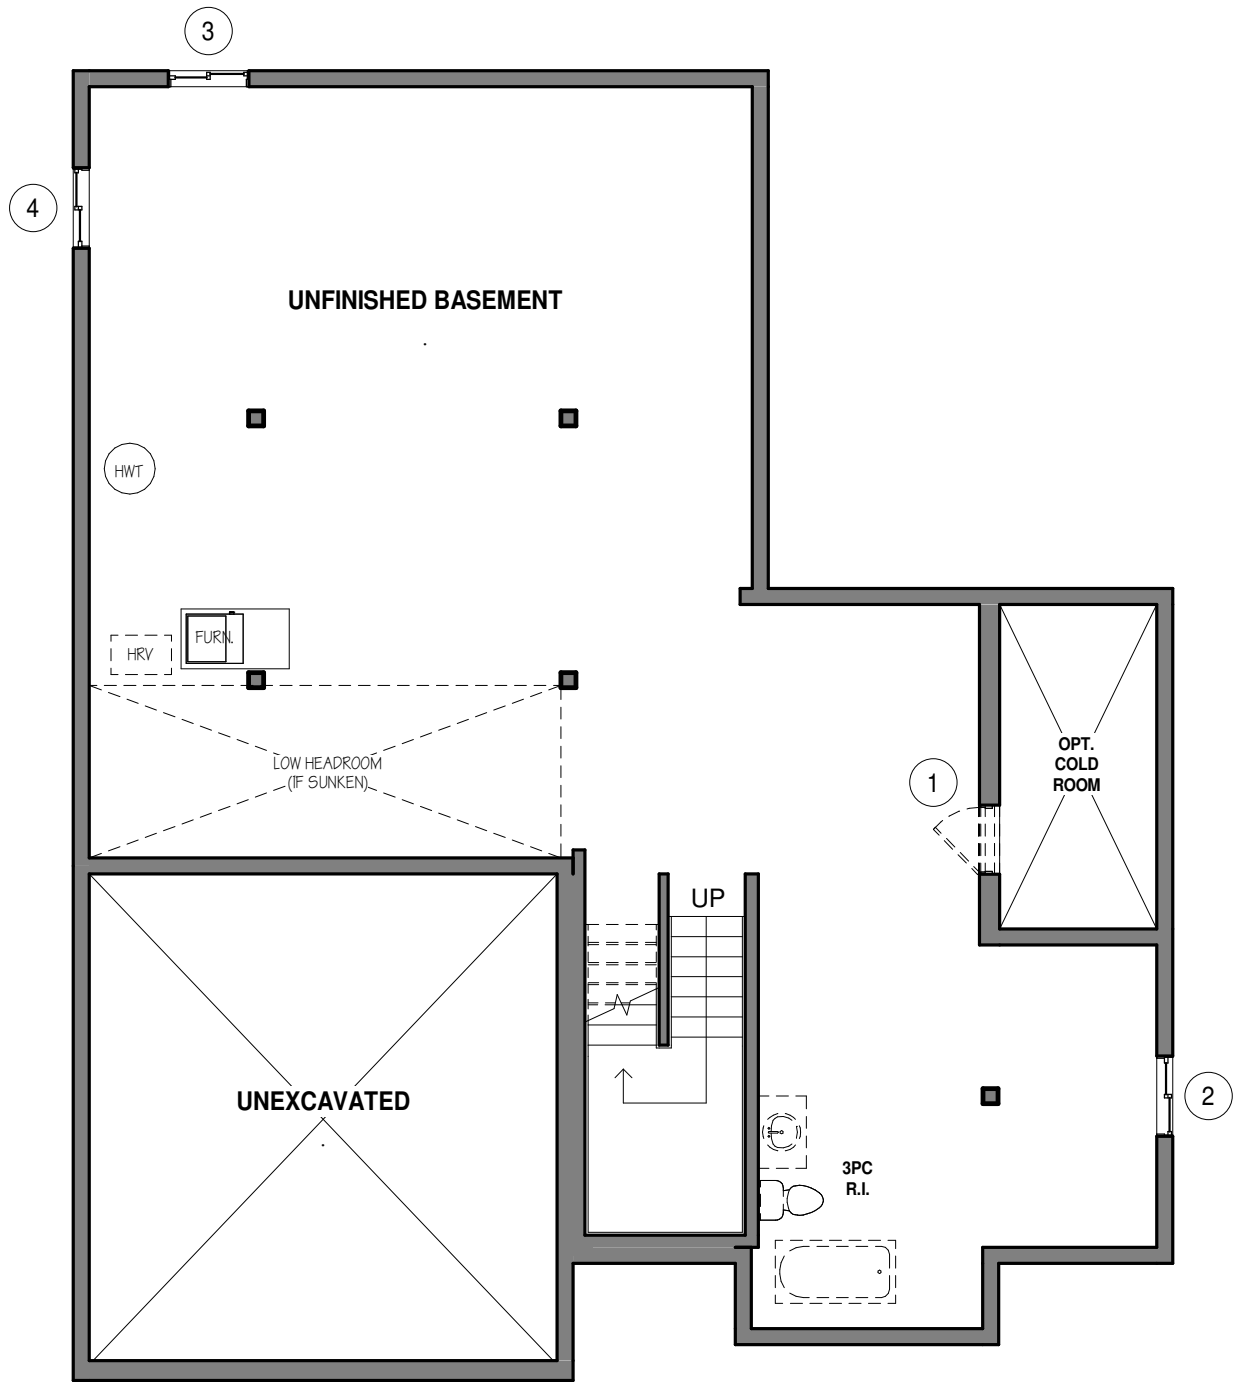 3
4
UNFINISHED BASEMENT
HWT
FURN.
HRV
LOW HEADROOM
(IF SUNKEN)
OPT.
COLD
ROOM
1
UP
UNEXCAVATED
2
3PC
R.I.